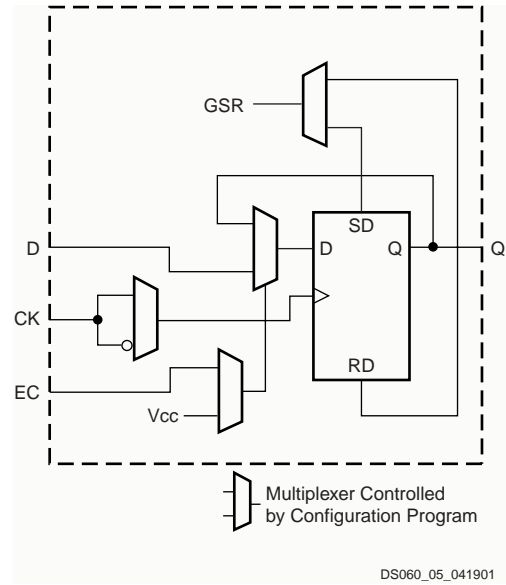 GSR
SD
D
D
Q
Q
CK
RD
EC
Vcc
Multiplexer Controlled
by Configuration Program
DS060_05_041901